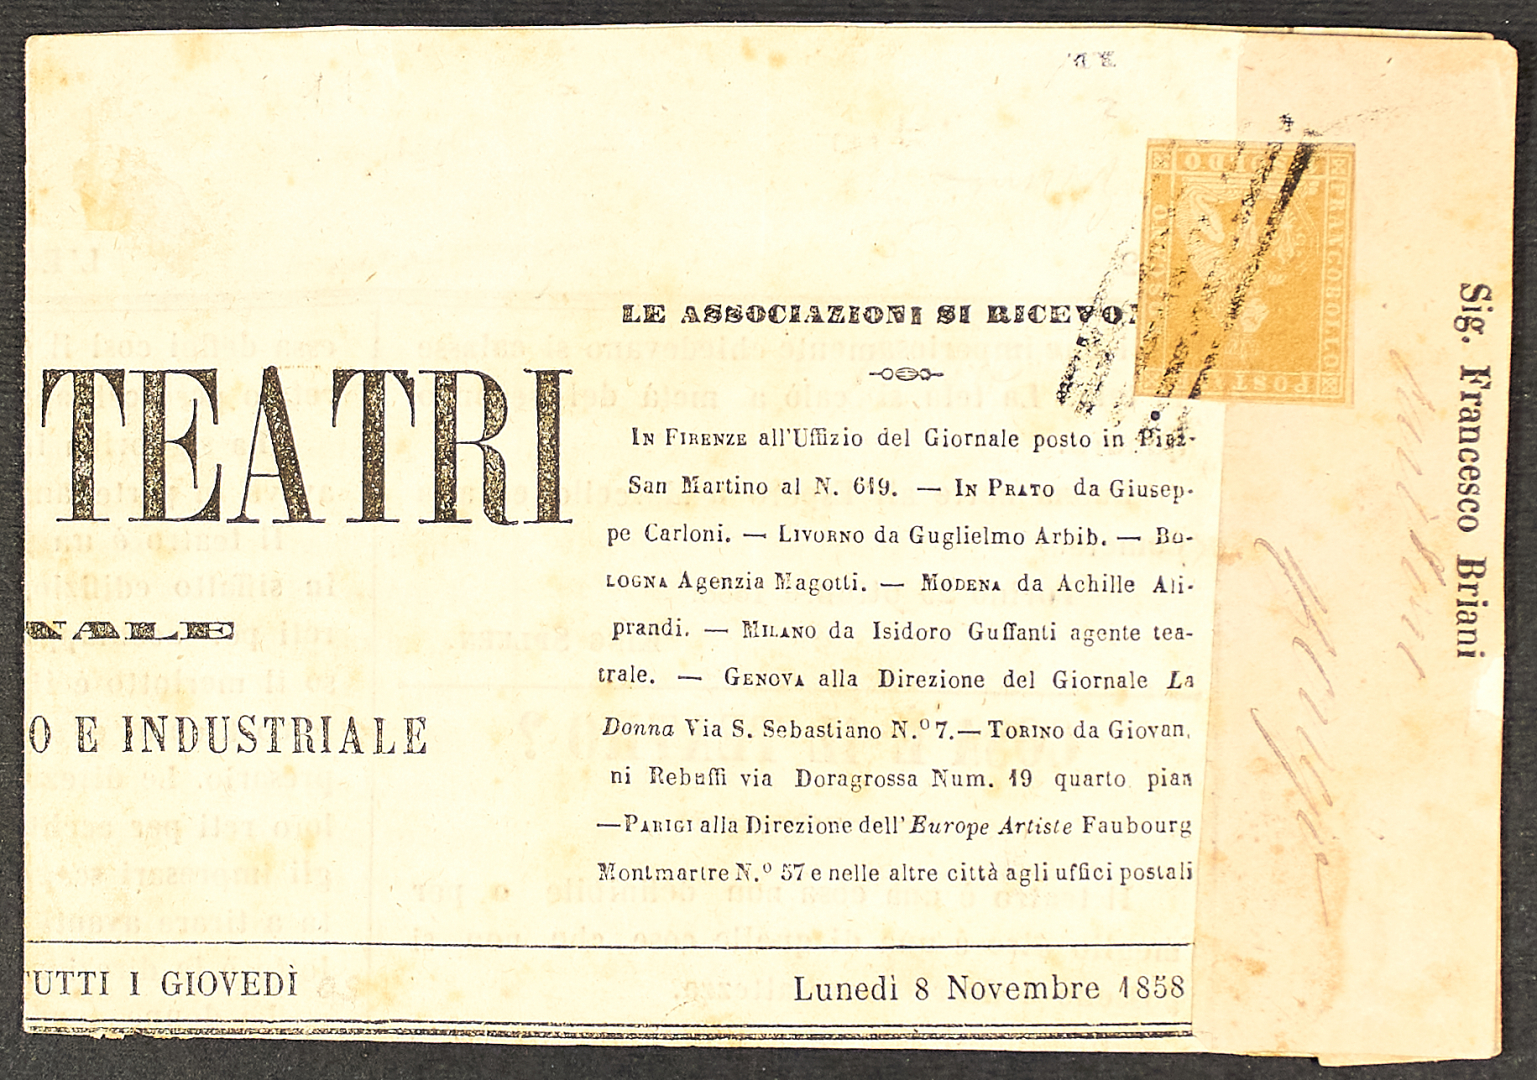 LE ASSOCIAZIONI SI RICEVO
TEATRI
In Firenze all'Uffizio del Giornale posto in Piaz-
San Martino al N. 619. — In Prato da Giusep-
pe Carloni. — Livorno da Guglielmo Arbib. — Bo-
logna Agenzia Magotti. — Modena da Achille Ali-
prandi. — Milano da Isidoro Guffanti agente tea-
trale. — Genova alla Direzione del Giornale La
Donna Via S. Sebastiano N.º 7.— Torino da Giovan,
ni Rebuffi via Doragrossa Num. 19 quarto pian
—Parigi alla Direzione dell' Europe Artiste Faubourg
Montmartre N.º 57 e nelle altre città agli uffici postali
NALE
O E INDUSTRIALE
TUTTI I GIOVEDÌ
Lunedì 8 Novembre 1858
FRANCOBOLLO
POST
SOLDO
Sig. Francesco Briani